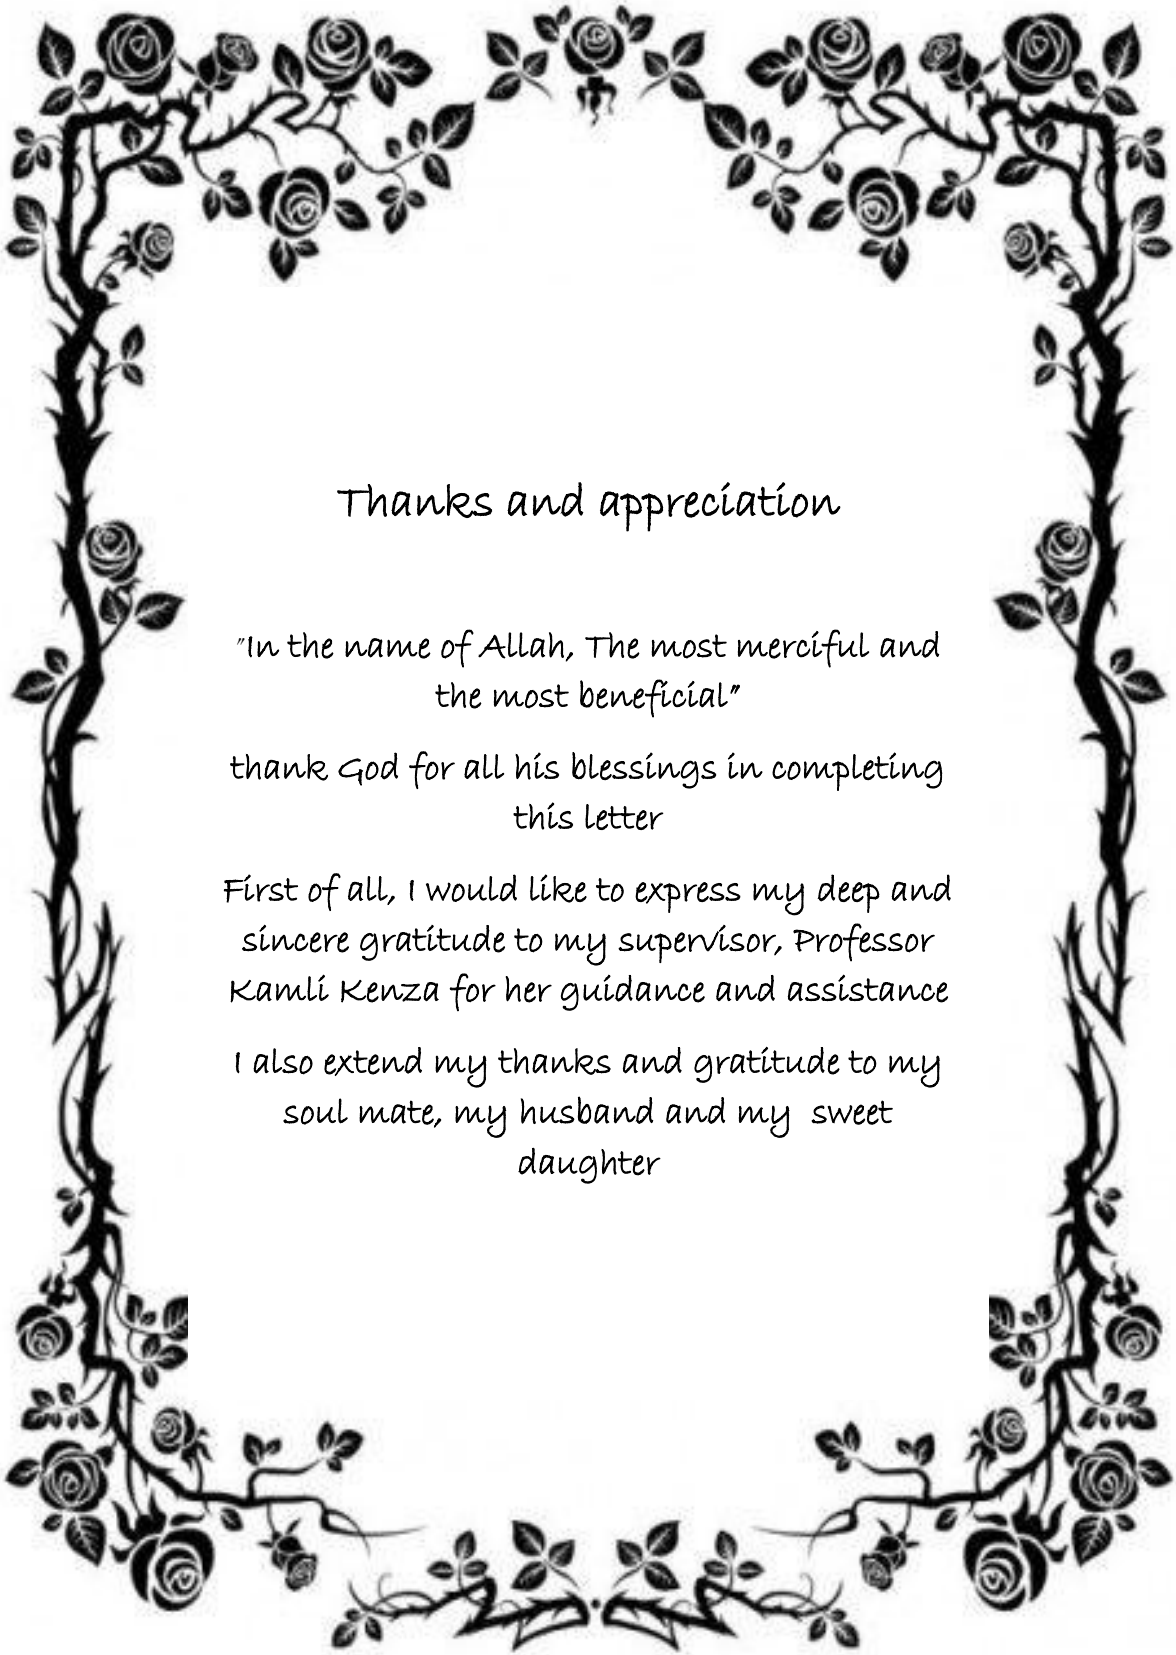 Thanks and appreciation
"In the name of Allah, The most merciful and
the most beneficial"
thank God for all his blessings in completing
this letter
First of all, I would like to express my deep and
sincere gratitude to my supervisor, Professor
Kamli Kenza for her guidance and assistance
I also extend my thanks and gratitude to my
soul mate, my husband and my  sweet
daughter